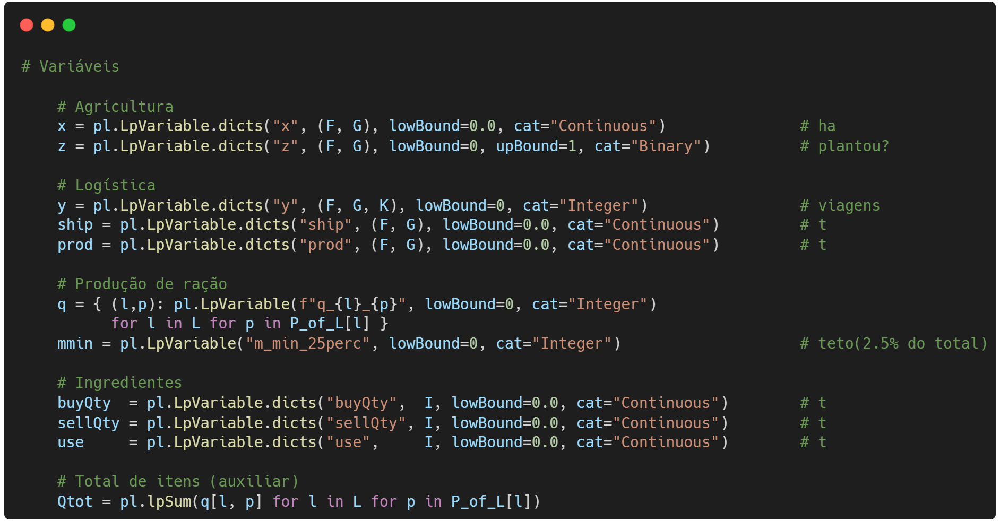 # Variáveis
# Agricultura
x = pl.LpVariable.dicts("x", (F, G), lowBound=0.0, cat="Continuous")               # ha
z = pl.LpVariable.dicts("z", (F, G), lowBound=0, upBound=1, cat="Binary")          # plantou?
# Logística
y = pl.LpVariable.dicts("y", (F, G, K), lowBound=0, cat="Integer")                 # viagens
ship = pl.LpVariable.dicts("ship", (F, G), lowBound=0.0, cat="Continuous")         # t
prod = pl.LpVariable.dicts("prod", (F, G), lowBound=0.0, cat="Continuous")         # t
# Produção de ração
q = { (l,p): pl.LpVariable(f"q_{l}_{p}", lowBound=0, cat="Integer")
for l in L for p in P_of_L[l] }
mmin = pl.LpVariable("m_min_25perc", lowBound=0, cat="Integer")                    # teto(2.5% do total)
# Ingredientes
buyQty  = pl.LpVariable.dicts("buyQty",  I, lowBound=0.0, cat="Continuous")        # t
sellQty = pl.LpVariable.dicts("sellQty", I, lowBound=0.0, cat="Continuous")        # t
use     = pl.LpVariable.dicts("use",     I, lowBound=0.0, cat="Continuous")        # t
# Total de itens (auxiliar)
Qtot = pl.lpSum(q[l, p] for l in L for p in P_of_L[l])